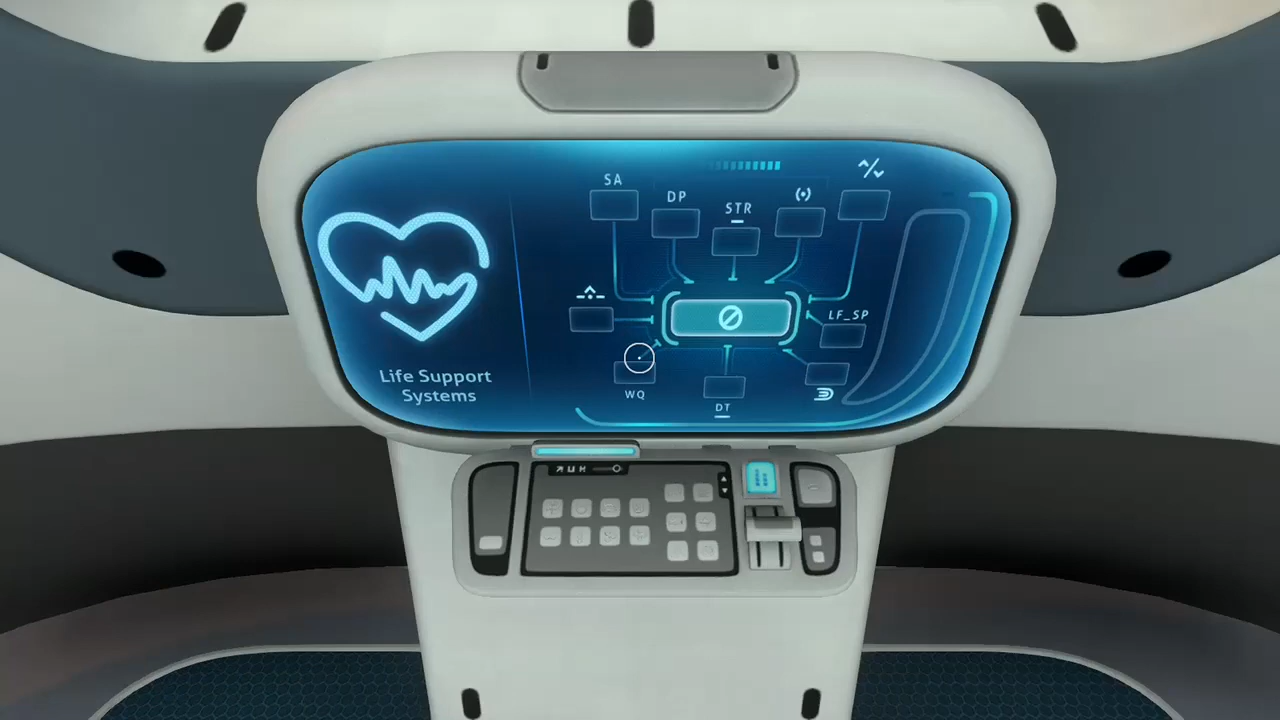 SA
DP
STR
LF_SP
WQ
DT
Life Support
Systems